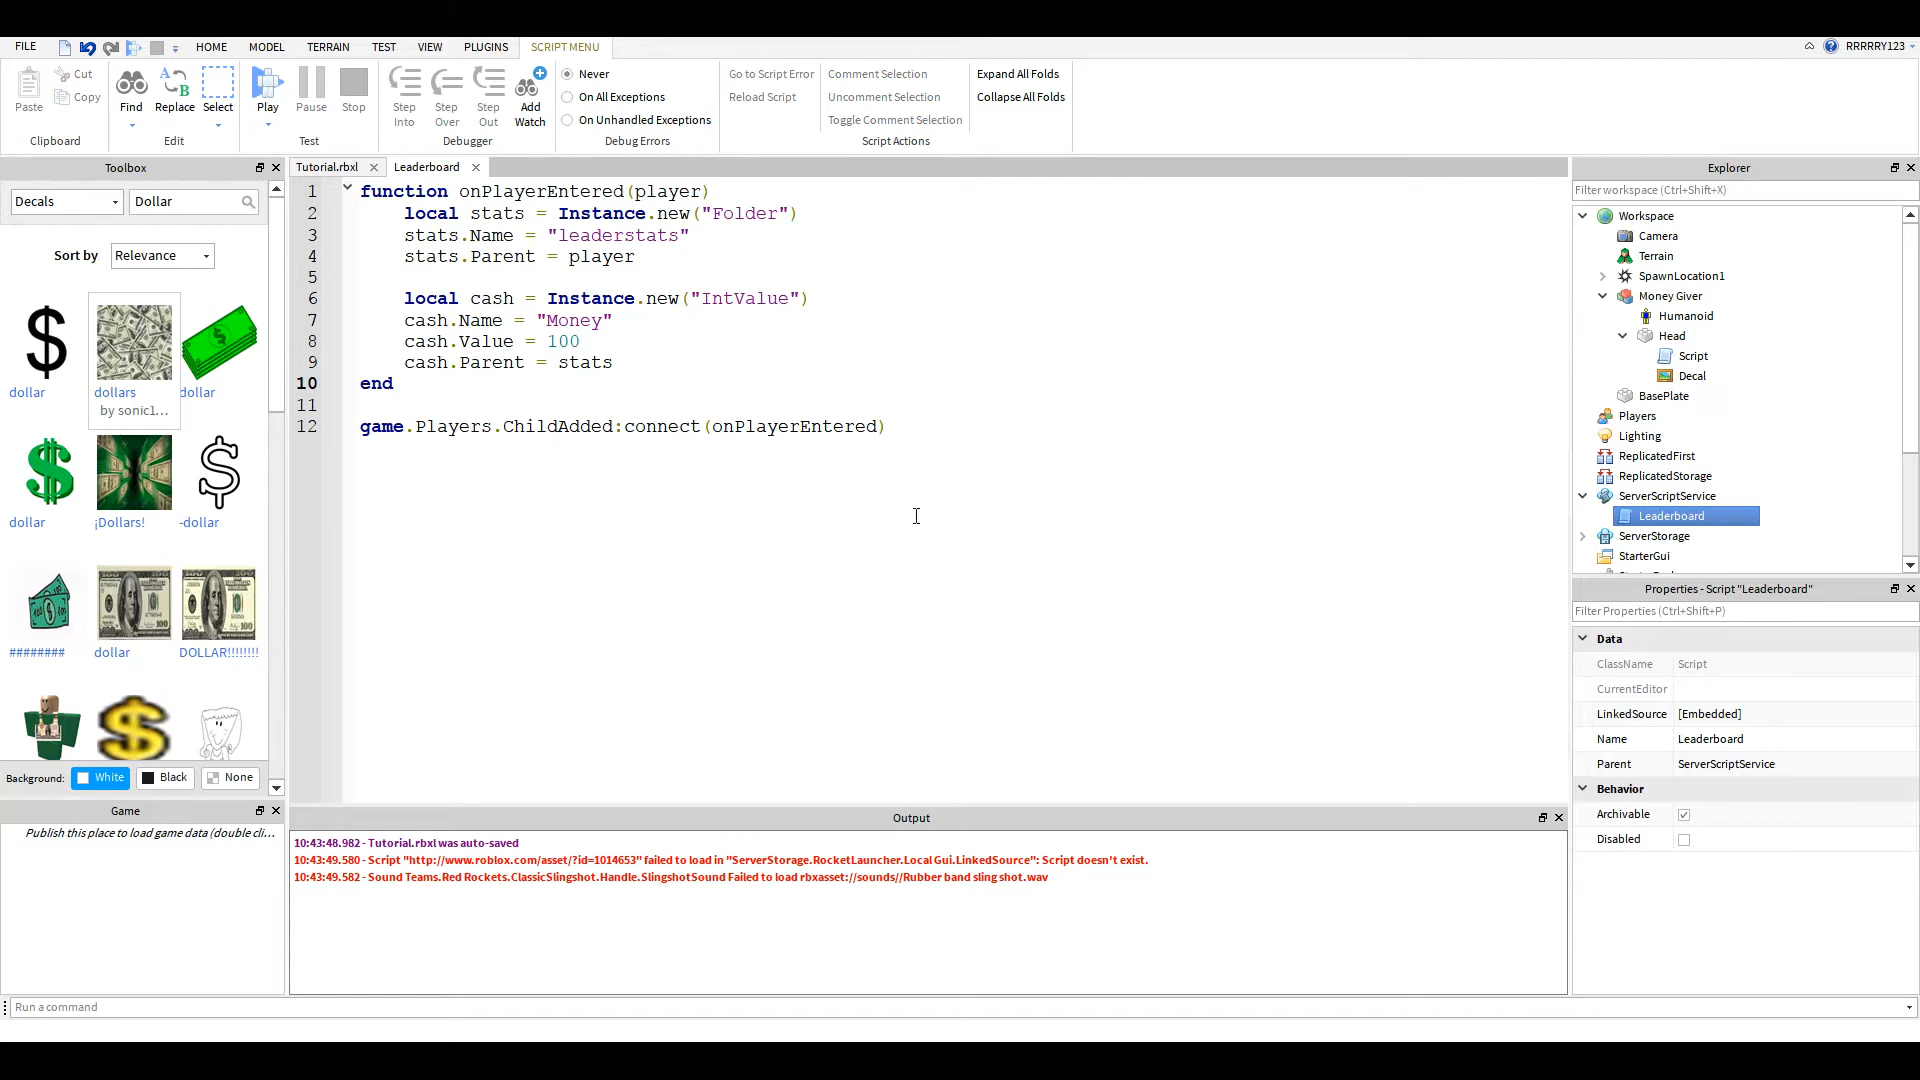 FILE HOME MODEL TERRAIN TEST VIEW PLUGINS SCRIPT MENU RRRRRY123
Paste Cut Copy
Clipboard
Find Replace Select
Edit
Play Pause Stop
Test
Step Into Step Over Step Out Add Watch
Debugger
Never
On All Exceptions
On Unhandled Exceptions
Debug Errors
Go to Script Error
Reload Script
Comment Selection
Uncomment Selection
Toggle Comment Selection
Expand All Folds
Collapse All Folds
Script Actions
Toolbox
Decals Dollar
Sort by Relevance
dollar dollars dollar
by sonic1...
dollar ¡Dollars! -dollar
######## dollar DOLLAR!!!!!!!!
Background: White Black None
Game
Publish this place to load game data (double cli...
Tutorial.rbxl Leaderboard
1 function onPlayerEntered(player)
2 local stats = Instance.new("Folder")
3 stats.Name = "leaderstats"
4 stats.Parent = player
5
6 local cash = Instance.new("IntValue")
7 cash.Name = "Money"
8 cash.Value = 100
9 cash.Parent = stats
10 end
11
12 game.Players.ChildAdded:connect(onPlayerEntered)
Output
10:43:48.982 - Tutorial.rbxl was auto-saved
10:43:49.580 - Script "http://www.roblox.com/asset/?id=1014653" failed to load in "ServerStorage.RocketLauncher.Local Gui.LinkedSource": Script doesn't exist.
10:43:49.582 - Sound Teams.Red Rockets.ClassicSlingshot.Handle.SlingshotSound Failed to load rbxasset://sounds//Rubber band sling shot.wav
Explorer
Filter workspace (Ctrl+Shift+X)
Workspace
Camera
Terrain
SpawnLocation1
Money Giver
Humanoid
Head
Script
Decal
BasePlate
Players
Lighting
ReplicatedFirst
ReplicatedStorage
ServerScriptService
Leaderboard
ServerStorage
StarterGui
Properties - Script "Leaderboard"
Filter Properties (Ctrl+Shift+P)
Data
ClassName Script
CurrentEditor
LinkedSource [Embedded]
Name Leaderboard
Parent ServerScriptService
Behavior
Archivable
Disabled
Run a command